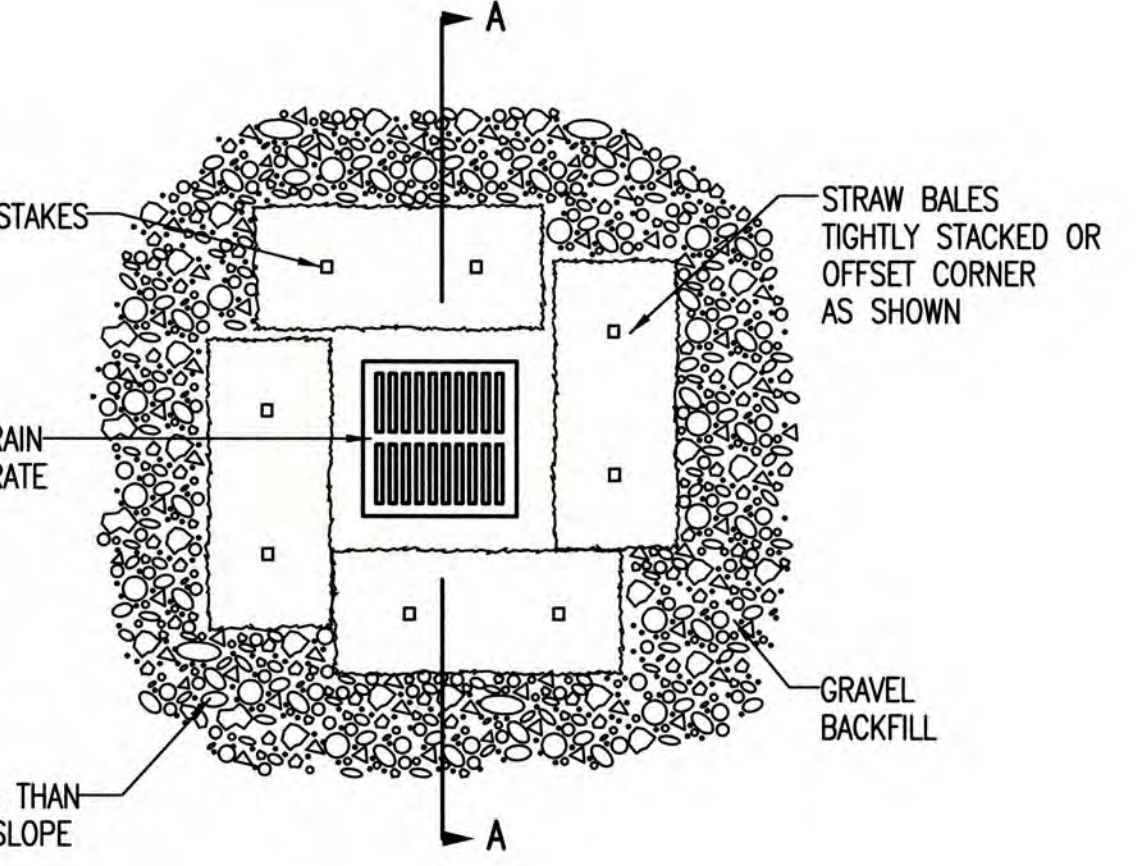 A
STAKES
STRAW BALES
TIGHTLY STACKED OR
OFFSET CORNER
AS SHOWN
RAIN
RATE
GRAVEL
BACKFILL
THAN
SLOPE
A